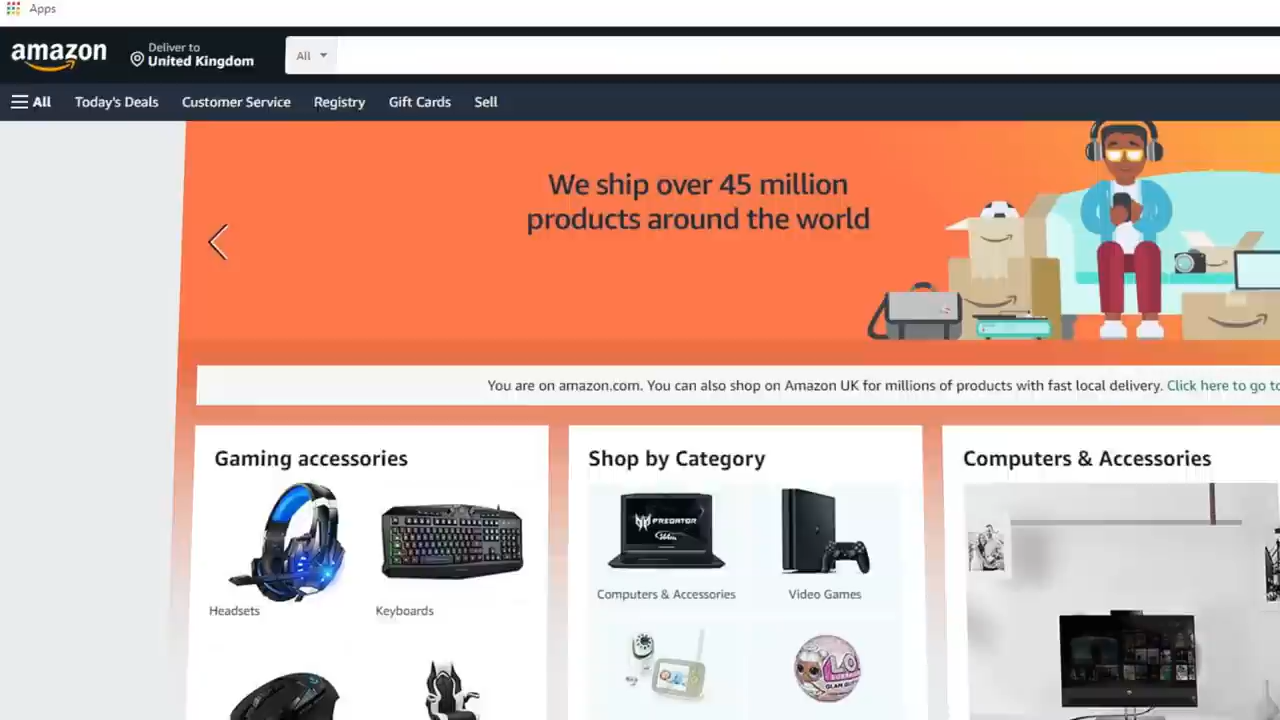 Apps
amazon
Deliver to
United Kingdom
All
All
Today's Deals
Customer Service
Registry
Gift Cards
Sell
We ship over 45 million
products around the world
You are on amazon.com. You can also shop on Amazon UK for millions of products with fast local delivery. Click here to go to
Gaming accessories
Shop by Category
Computers & Accessories
PREDATOR
Headsets
Keyboards
Computers & Accessories
Video Games